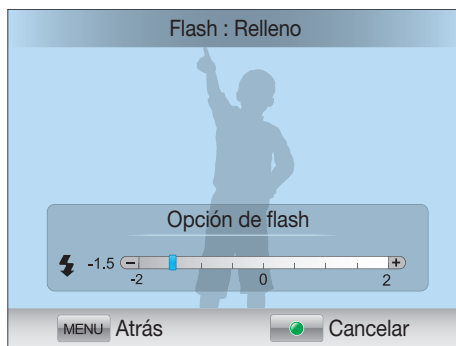 Flash : Relleno
Opción de flash
-1.5 - +
-2 0 2
MENU Atrás Cancelar